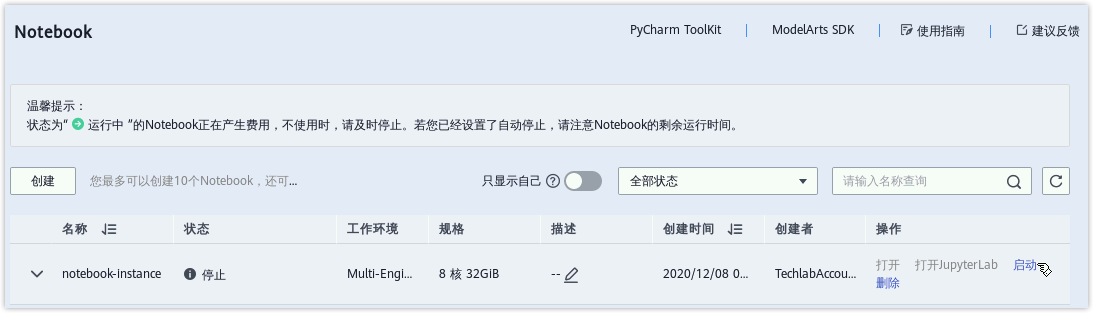 Notebook
PyCharm ToolKit | ModelArts SDK | 使用指南 | 建议反馈
温馨提示：
状态为“ 运行中 ”的Notebook正在产生费用，不使用时，请及时停止。若您已经设置了自动停止，请注意Notebook的剩余运行时间。
创建 您最多可以创建10个Notebook，还可... 只显示自己 全部状态 请输入名称查询
名称 状态 工作环境 规格 描述 创建时间 创建者 操作
notebook-instance 停止 Multi-Engi... 8 核 32GiB -- 2020/12/08 0... TechlabAccou... 打开 打开JupyterLab 启动
删除